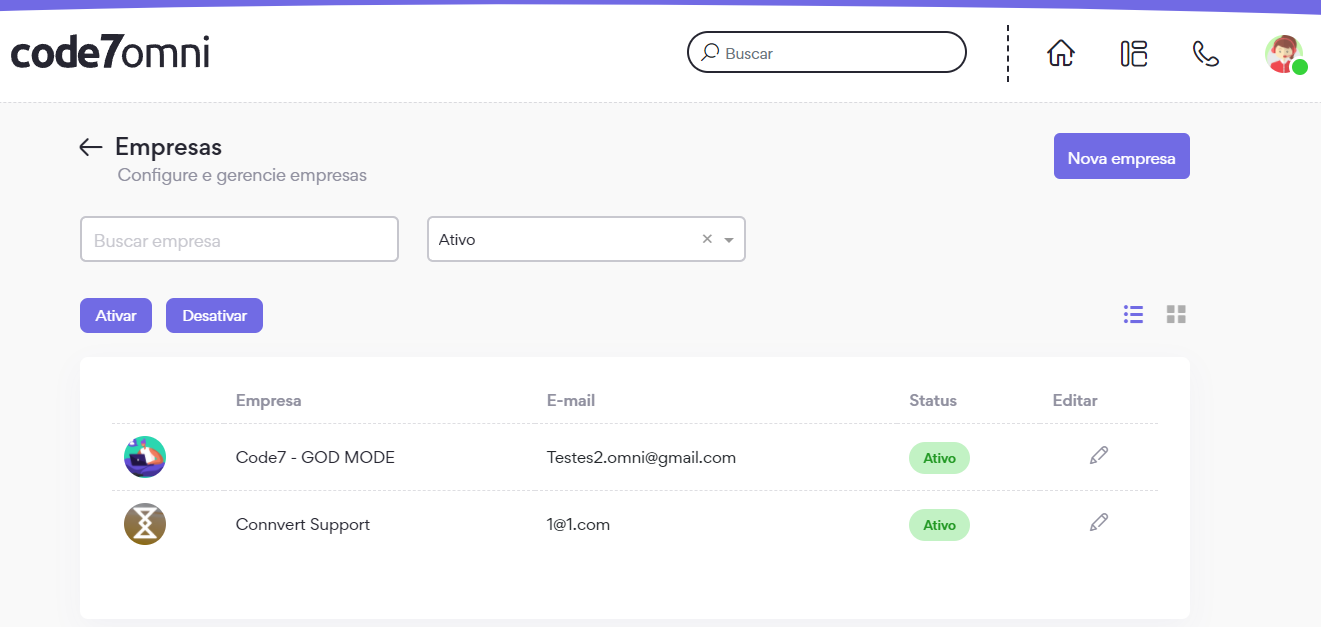 code7omni
Buscar
Empresas
Configure e gerencie empresas
Nova empresa
Buscar empresa
Ativo
Ativar
Desativar
Empresa E-mail Status Editar
Code7 - GOD MODE Testes2.omni@gmail.com Ativo
Connvert Support 1@1.com Ativo